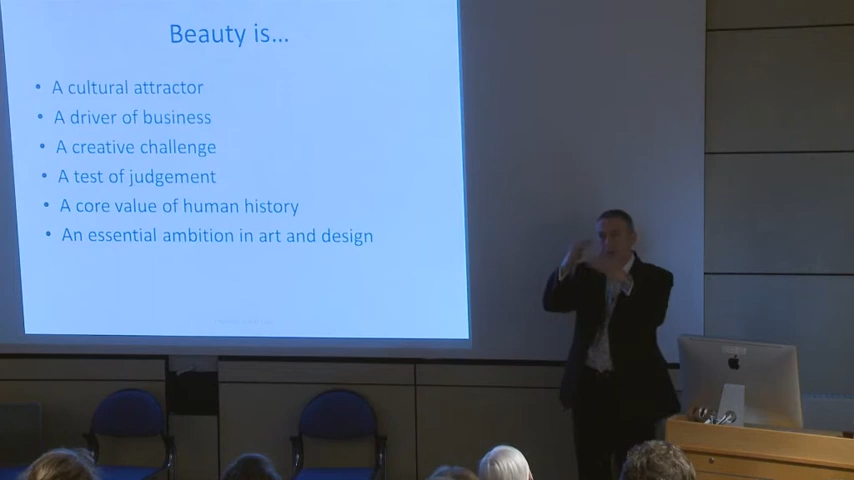 Beauty is...
• A cultural attractor
• A driver of business
• A creative challenge
• A test of judgement
• A core value of human history
• An essential ambition in art and design